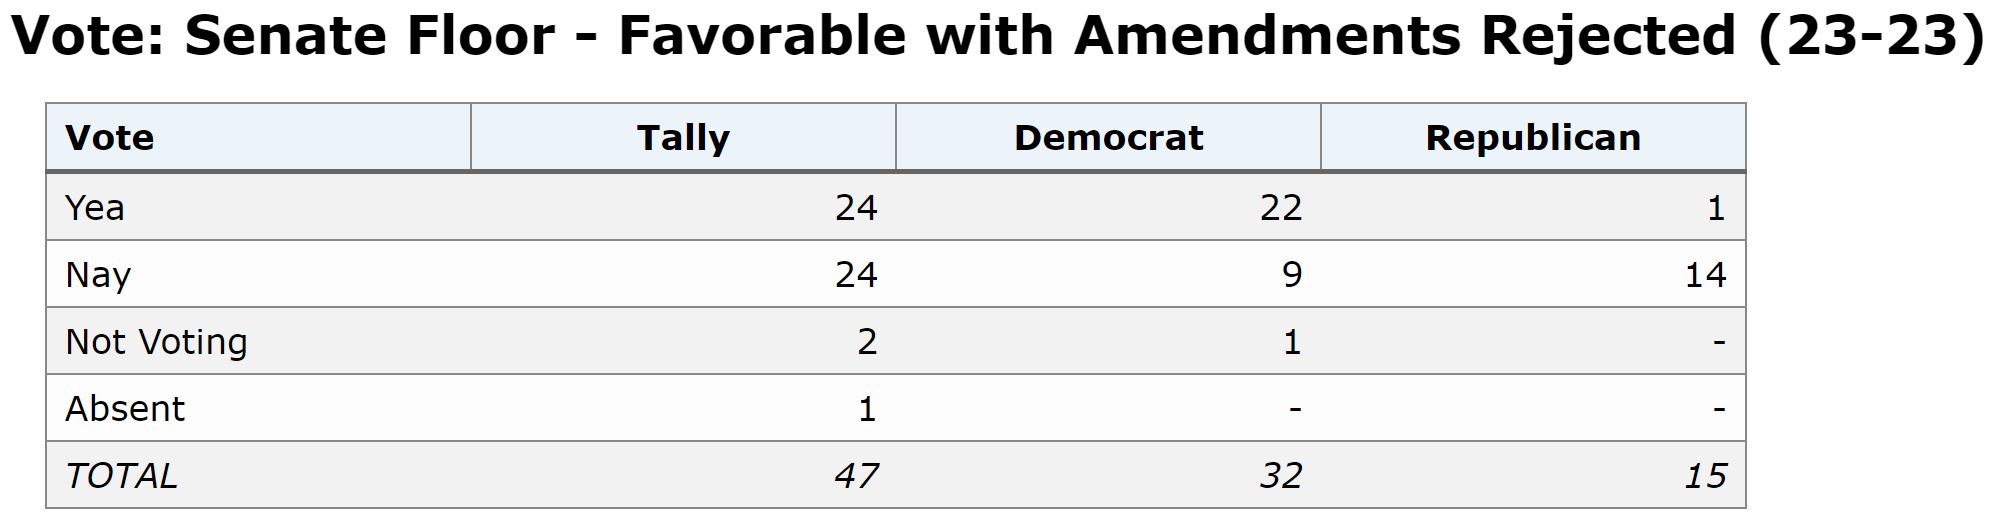 Vote: Senate Floor - Favorable with Amendments Rejected (23-23)
Vote Tally Democrat Republican
Yea 24 22 1
Nay 24 9 14
Not Voting 2 1 -
Absent 1 - -
TOTAL 47 32 15